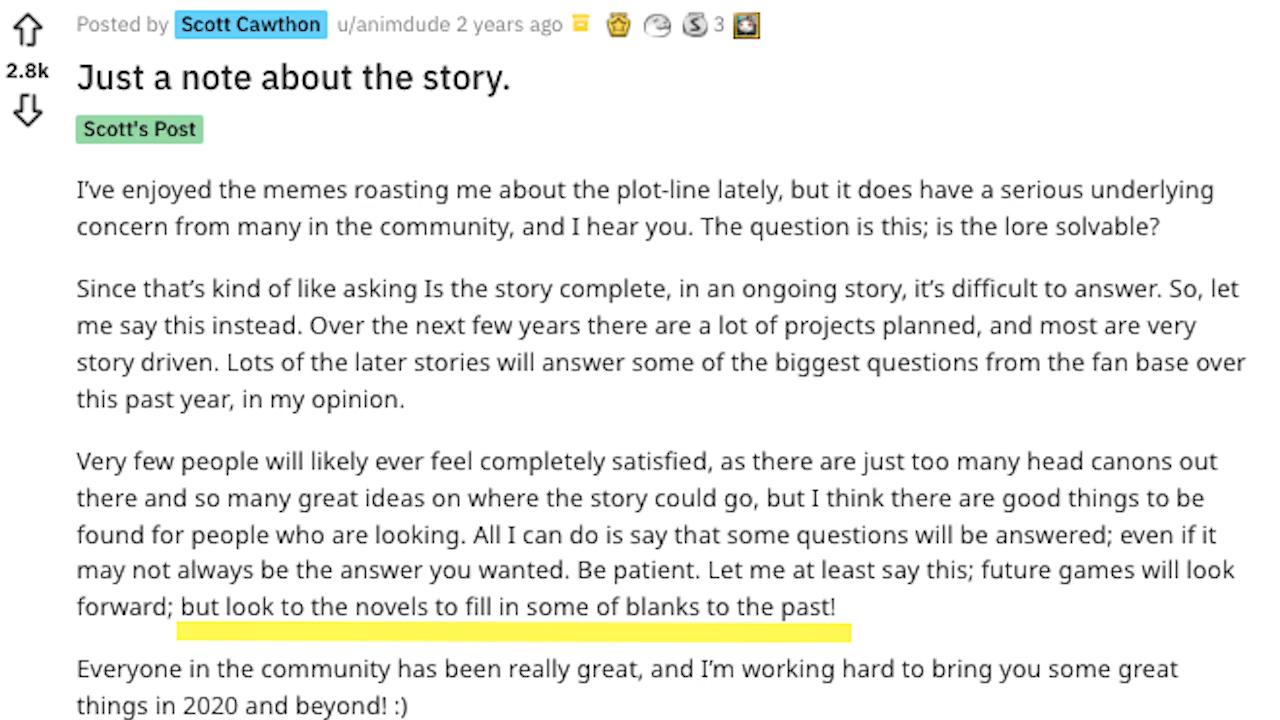 Posted by Scott Cawthon u/animdude 2 years ago 3
2.8k
Just a note about the story.
Scott's Post
I've enjoyed the memes roasting me about the plot-line lately, but it does have a serious underlying
concern from many in the community, and I hear you. The question is this; is the lore solvable?
Since that's kind of like asking Is the story complete, in an ongoing story, it's difficult to answer. So, let
me say this instead. Over the next few years there are a lot of projects planned, and most are very
story driven. Lots of the later stories will answer some of the biggest questions from the fan base over
this past year, in my opinion.
Very few people will likely ever feel completely satisfied, as there are just too many head canons out
there and so many great ideas on where the story could go, but I think there are good things to be
found for people who are looking. All I can do is say that some questions will be answered; even if it
may not always be the answer you wanted. Be patient. Let me at least say this; future games will look
forward; but look to the novels to fill in some of blanks to the past!
Everyone in the community has been really great, and I'm working hard to bring you some great
things in 2020 and beyond! :)